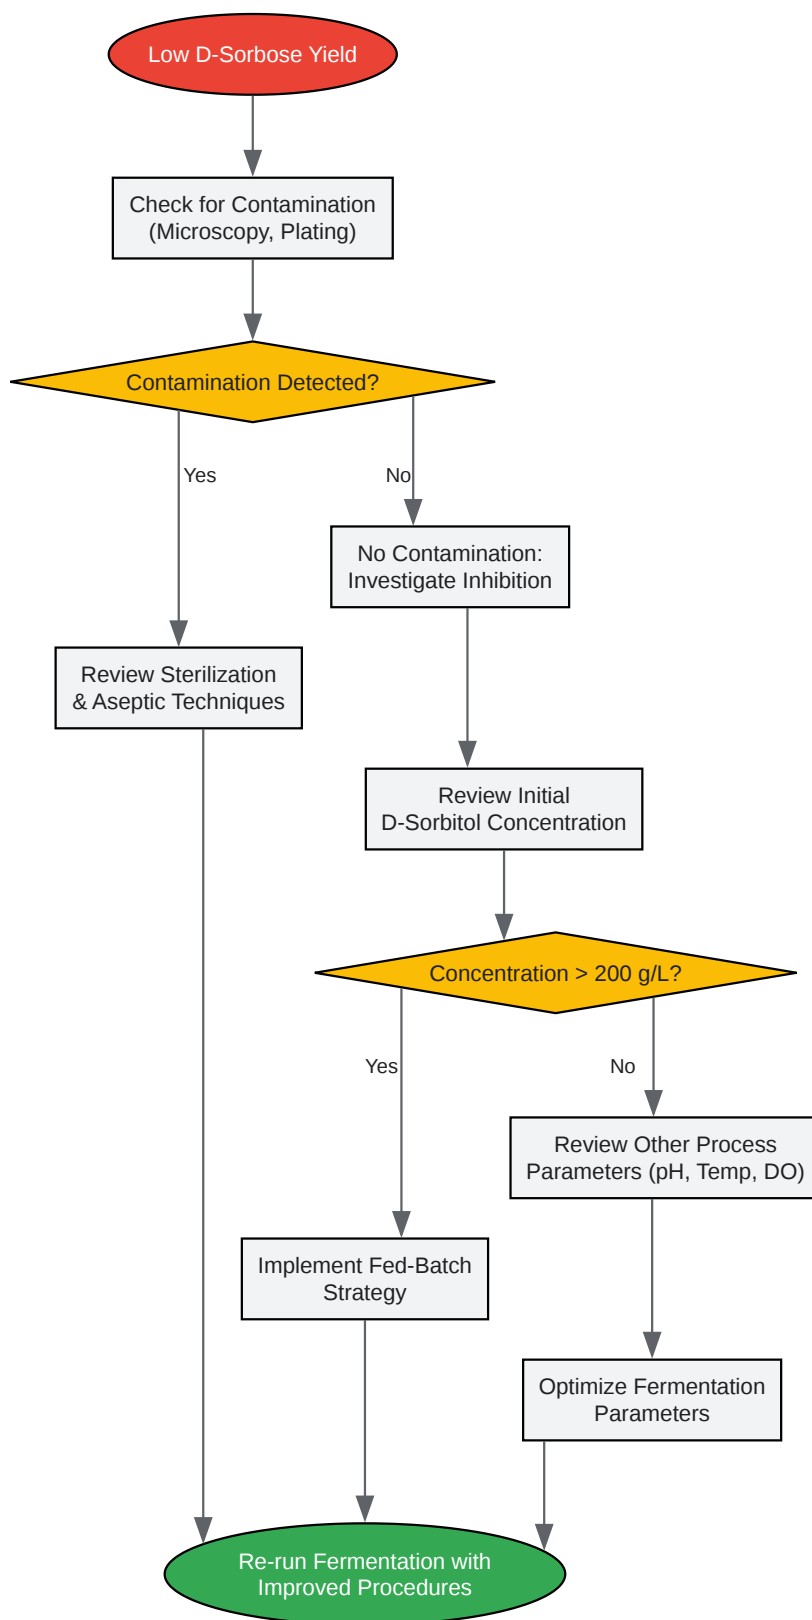 Low D-Sorbose Yield
Check for Contamination
(Microscopy, Plating)
Contamination Detected?
Yes
No
No Contamination:
Investigate Inhibition
Review Sterilization
& Aseptic Techniques
Review Initial
D-Sorbitol Concentration
Concentration > 200 g/L?
Yes
No
Review Other Process
Parameters (pH, Temp, DO)
Implement Fed-Batch
Strategy
Optimize Fermentation
Parameters
Re-run Fermentation with
Improved Procedures